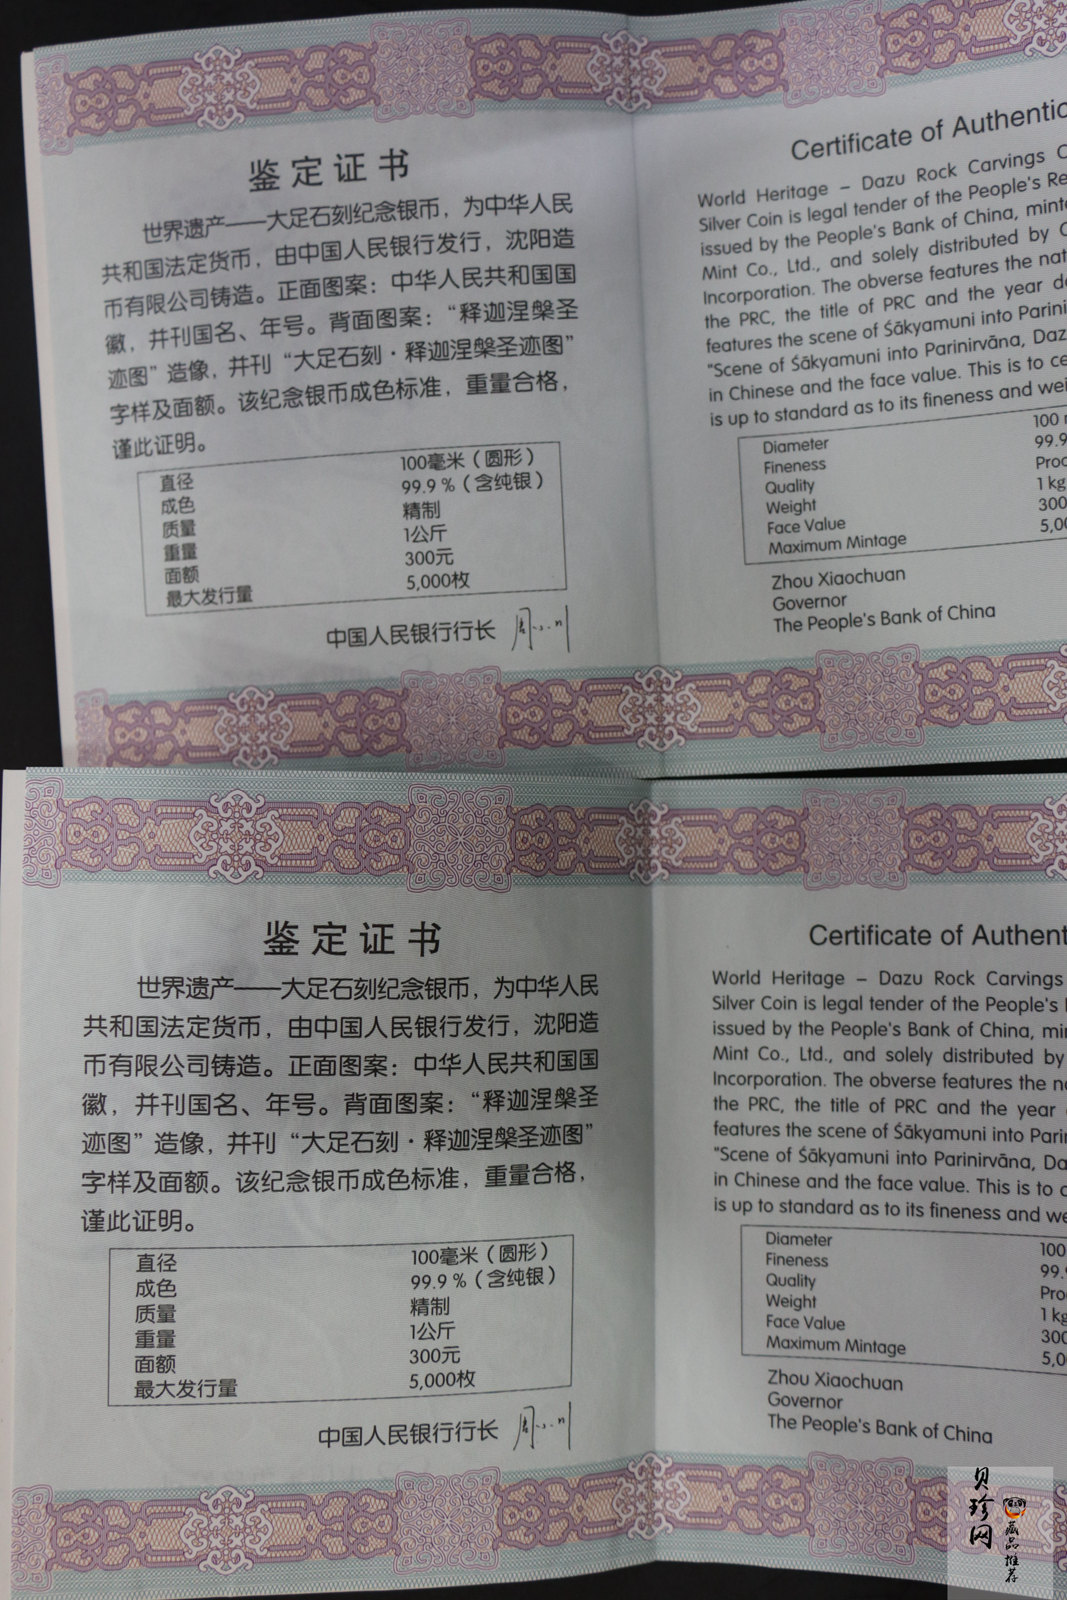 鉴定证书
世界遗产——大足石刻纪念银币，为中华人民
共和国法定货币，由中国人民银行发行，沈阳造
币有限公司铸造。正面图案：中华人民共和国国
徽，并刊国名、年号。背面图案：“释迦涅槃圣
迹图”造像，并刊“大足石刻·释迦涅槃圣迹图”
字样及面额。该纪念银币成色标准，重量合格，
谨此证明。
直径 100毫米（圆形）
成色 99.9％（含纯银）
质量 精制
重量 1公斤
面额 300元
最大发行量 5,000枚
中国人民银行行长
Certificate of Authentic
World Heritage – Dazu Rock Carvings C
Silver Coin is legal tender of the People's Re
issued by the People's Bank of China, minte
Mint Co., Ltd., and solely distributed by C
Incorporation. The obverse features the nat
the PRC, the title of PRC and the year d
features the scene of Śākyamuni into Parini
"Scene of Śākyamuni into Parinirvāna, Daz
in Chinese and the face value. This is to ce
is up to standard as to its fineness and wei
Diameter 100
Fineness 99.9
Quality Proo
Weight 1 kg
Face Value 300
Maximum Mintage 5,00
Zhou Xiaochuan
Governor
The People's Bank of China
鉴定证书
世界遗产——大足石刻纪念银币，为中华人民
共和国法定货币，由中国人民银行发行，沈阳造
币有限公司铸造。正面图案：中华人民共和国国
徽，并刊国名、年号。背面图案：“释迦涅槃圣
迹图”造像，并刊“大足石刻·释迦涅槃圣迹图”
字样及面额。该纪念银币成色标准，重量合格，
谨此证明。
直径 100毫米（圆形）
成色 99.9％（含纯银）
质量 精制
重量 1公斤
面额 300元
最大发行量 5,000枚
中国人民银行行长
Certificate of Authent
World Heritage – Dazu Rock Carvings
Silver Coin is legal tender of the People's
issued by the People's Bank of China, min
Mint Co., Ltd., and solely distributed by
Incorporation. The obverse features the na
the PRC, the title of PRC and the year
features the scene of Śākyamuni into Parin
"Scene of Śākyamuni into Parinirvāna, Da
in Chinese and the face value. This is to c
is up to standard as to its fineness and we
Diameter 100
Fineness 99.9
Quality Pro
Weight 1 kg
Face Value 300
Maximum Mintage 5,0
Zhou Xiaochuan
Governor
The People's Bank of China
贝珍网
藏品推荐